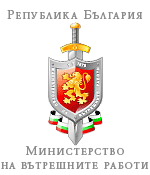 Република България
Министерство
на вътрешните работи